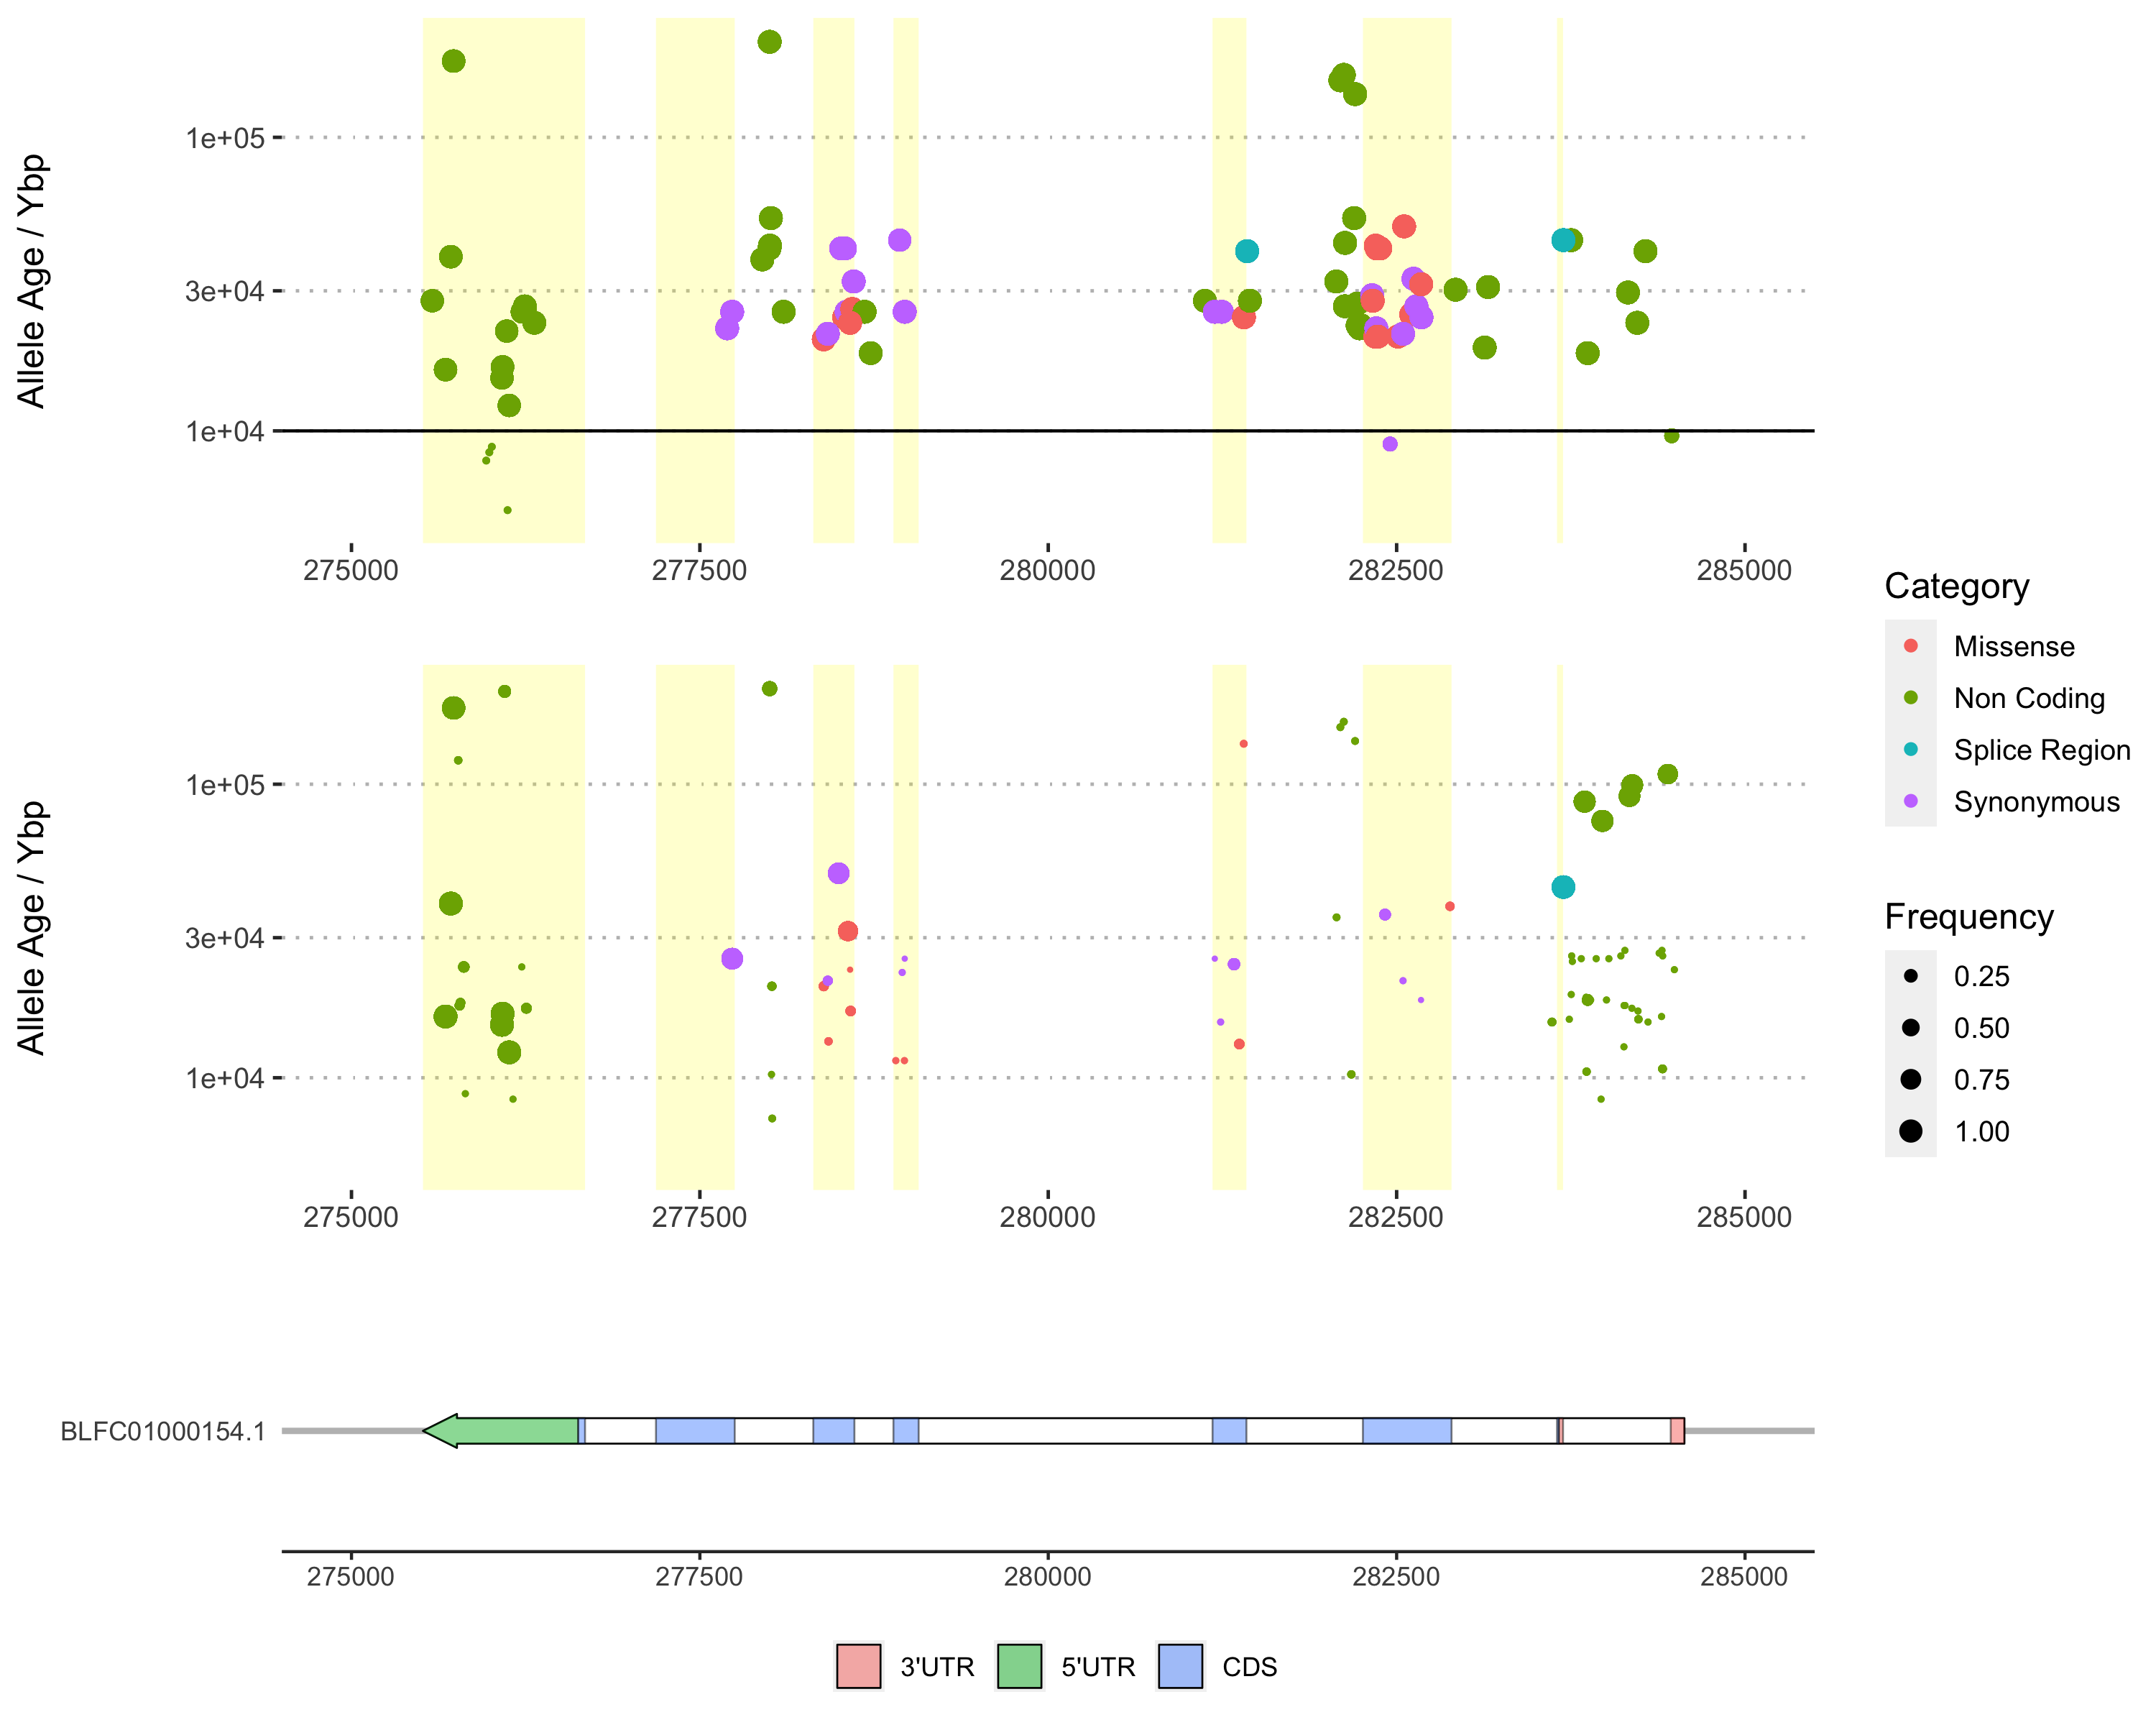 Allele Age / Ybp
1e+05
3e+04
1e+04
275000 277500 280000 282500 285000
Category
Missense
Non Coding
Splice Region
Synonymous
Allele Age / Ybp
1e+05
3e+04
1e+04
275000 277500 280000 282500 285000
Frequency
0.25
0.50
0.75
1.00
BLFC01000154.1
275000 277500 280000 282500 285000
3'UTR 5'UTR CDS